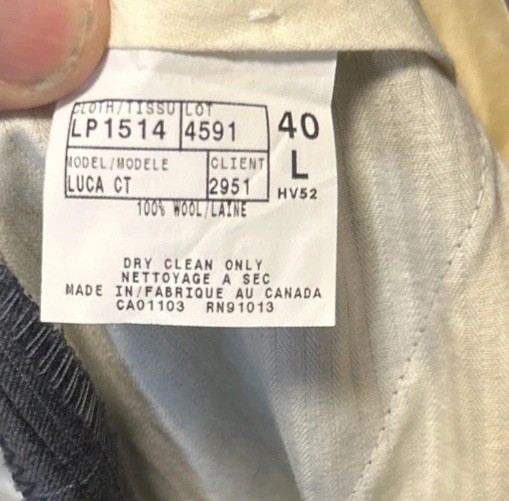 CLOTH/TISSU LOT
LP1514 4591 40
MODEL/MODELE CLIENT L
LUCA CT 2951 HV52
100% WOOL/LAINE
DRY CLEAN ONLY
NETTOYAGE A SEC
MADE IN/FABRIQUE AU CANADA
CA01103 RN91013